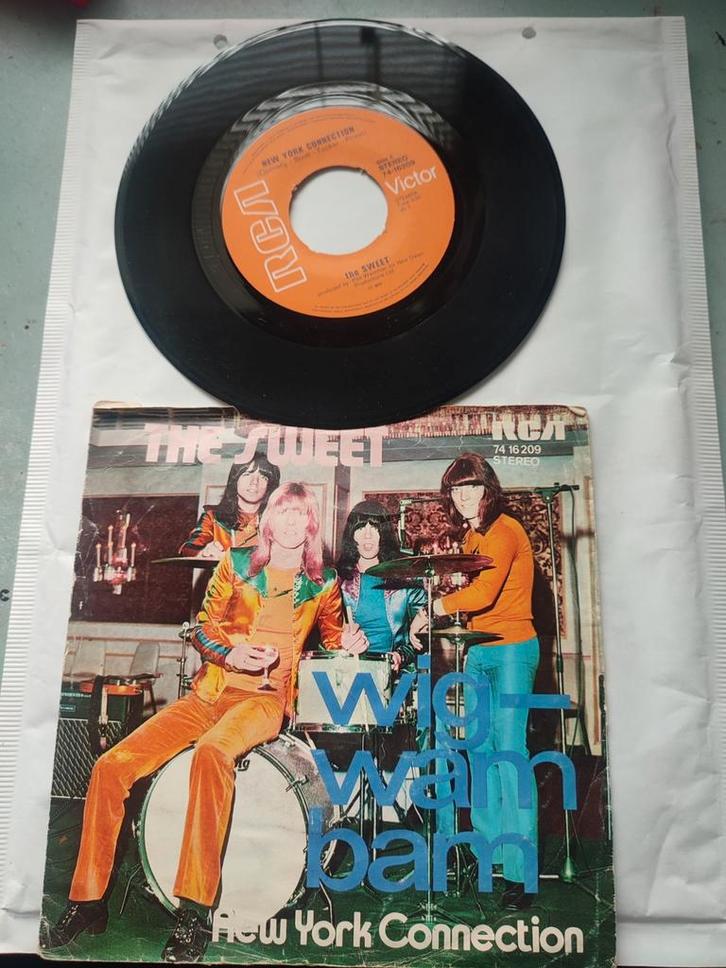 NEW YORK CONNECTION
STEREO
74-16209
RCA
Victor
the SWEET
THE SWEET
RCA
74 16 209
STEREO
wig-
wam
bam
New York Connection